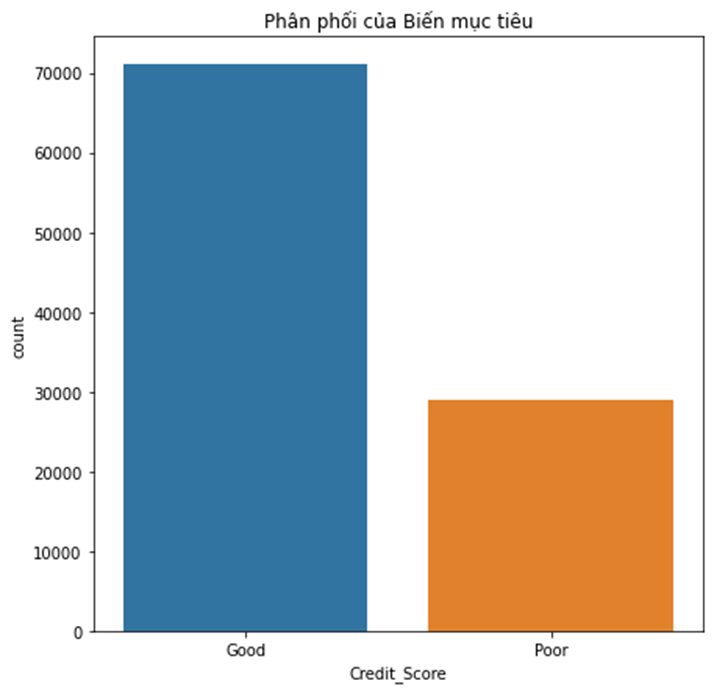 Phân phối của Biến mục tiêu
70000
60000
50000
40000
30000
20000
10000
0
count
Good
Poor
Credit_Score